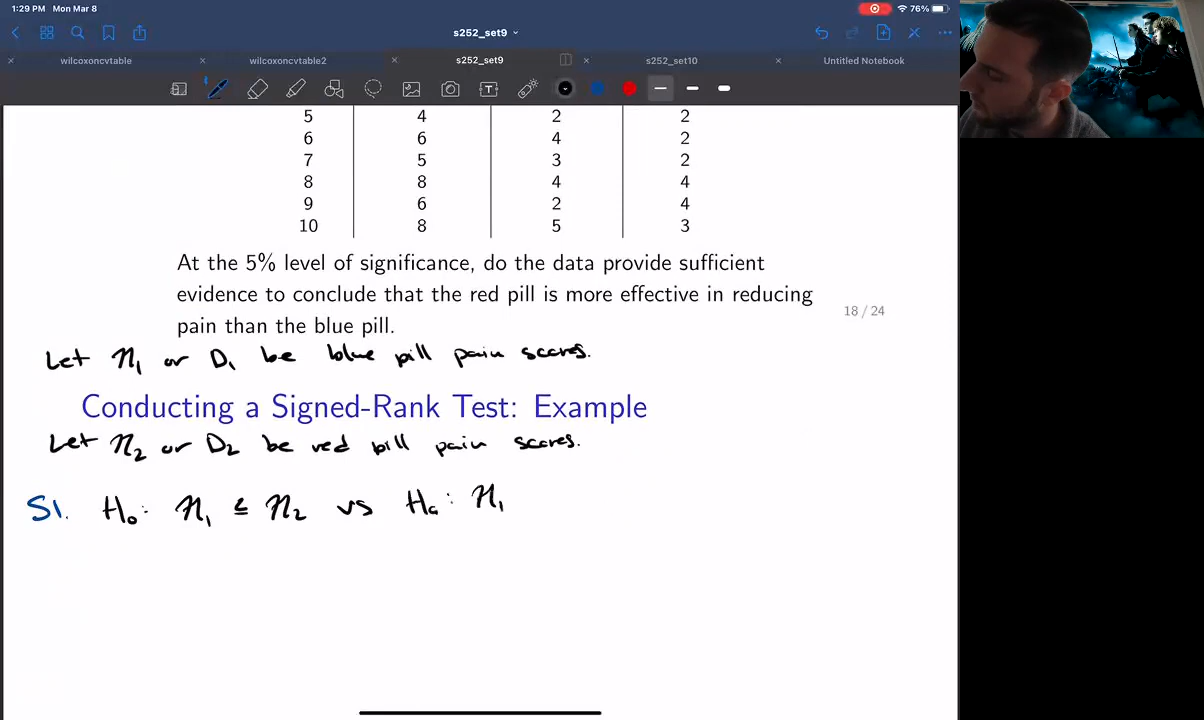 1:29 PM Mon Mar 8
76%
s252_set9
wilcoxoncvtable
wilcoxoncvtable2
s252_set9
s252_set10
Untitled Notebook
5 4 2 2
6 6 4 2
7 5 3 2
8 8 4 4
9 6 2 4
10 8 5 3
At the 5% level of significance, do the data provide sufficient
evidence to conclude that the red pill is more effective in reducing
pain than the blue pill.
18 / 24
Let η₁ or D₁ be blue pill pain scores.
Conducting a Signed-Rank Test: Example
Let η₂ or D₂ be red pill pain scores.
S1. H₀: η₁ ≤ η₂ vs Hₐ: η₁